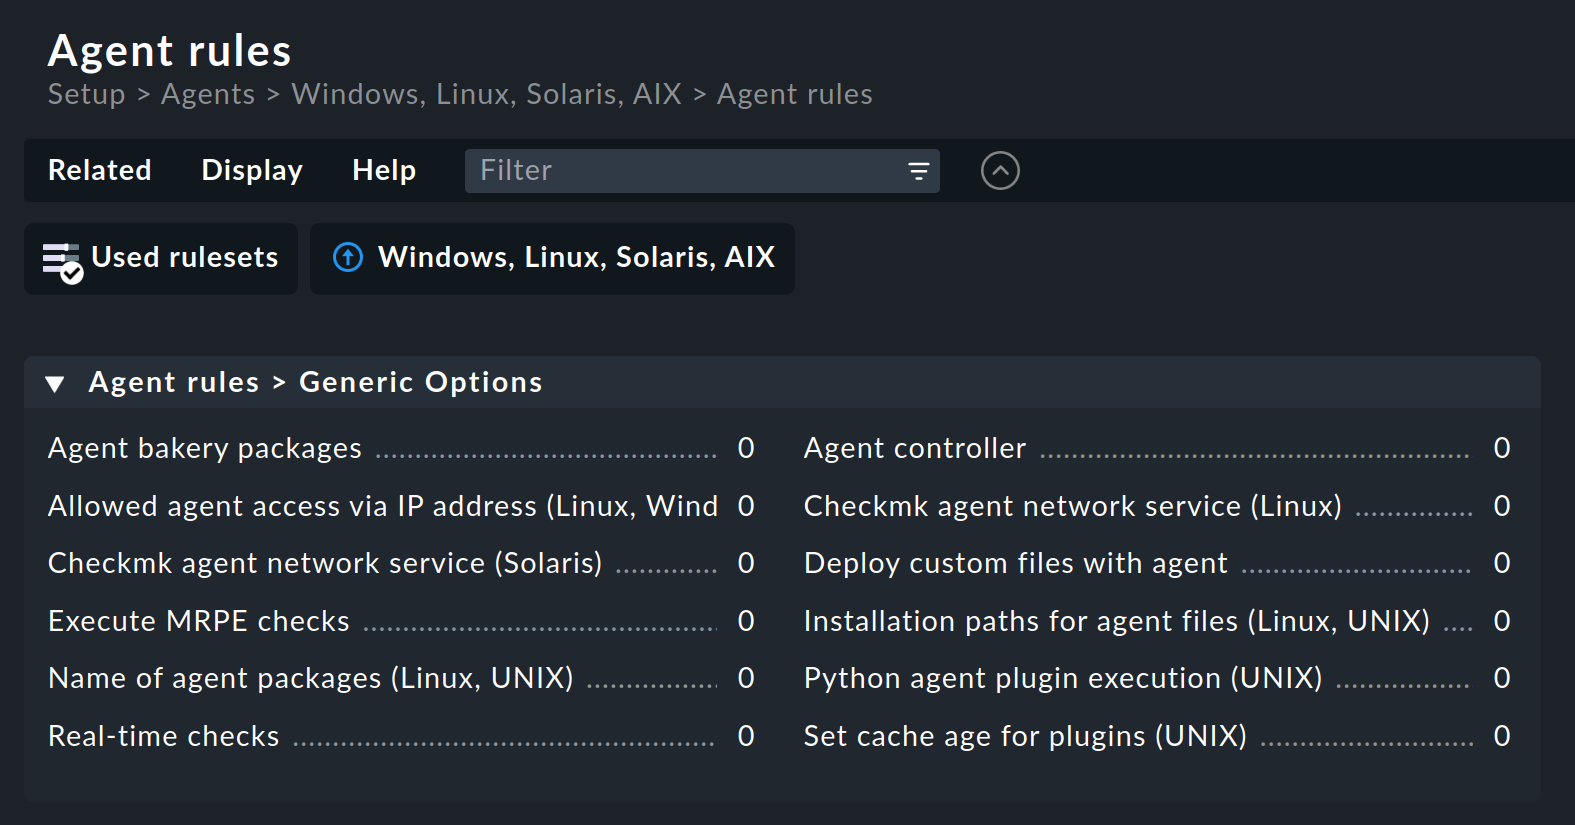 Agent rules
Setup > Agents > Windows, Linux, Solaris, AIX > Agent rules
Related Display Help Filter
Used rulesets Windows, Linux, Solaris, AIX
Agent rules > Generic Options
Agent bakery packages 0 Agent controller 0
Allowed agent access via IP address (Linux, Wind 0 Checkmk agent network service (Linux) 0
Checkmk agent network service (Solaris) 0 Deploy custom files with agent 0
Execute MRPE checks 0 Installation paths for agent files (Linux, UNIX) 0
Name of agent packages (Linux, UNIX) 0 Python agent plugin execution (UNIX) 0
Real-time checks 0 Set cache age for plugins (UNIX) 0